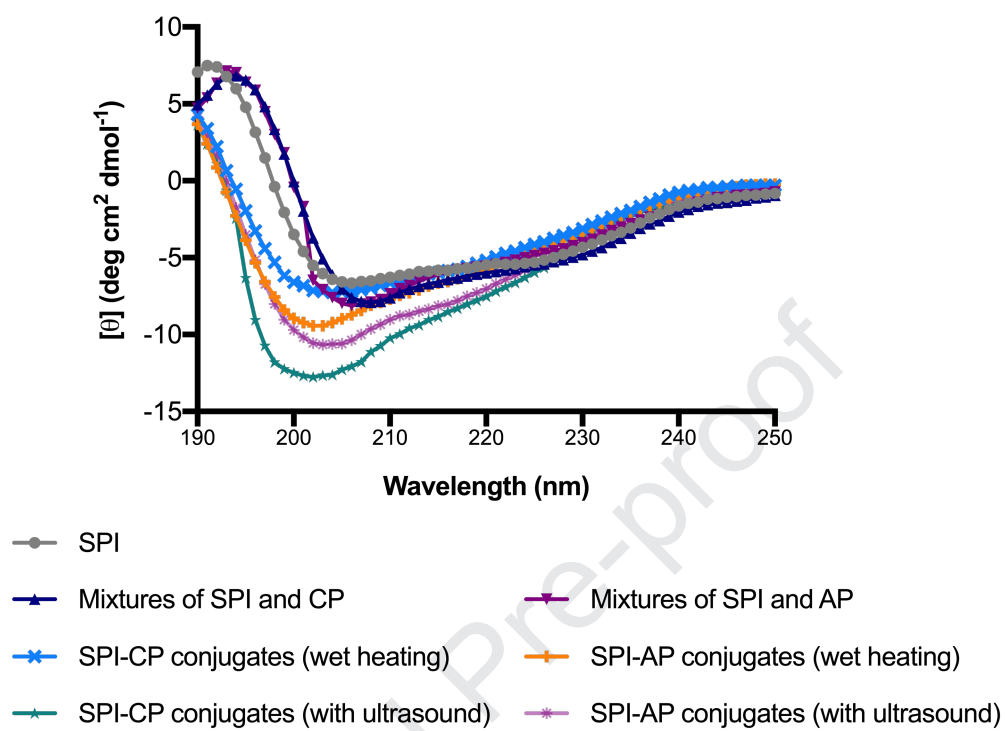 10
5
0
-5
-10
-15
[θ] (deg cm2 dmol-1)
190 200 210 220 230 240 250
Wavelength (nm)
SPI
Mixtures of SPI and CP
Mixtures of SPI and AP
SPI-CP conjugates (wet heating)
SPI-AP conjugates (wet heating)
SPI-CP conjugates (with ultrasound)
SPI-AP conjugates (with ultrasound)
Pre-proof